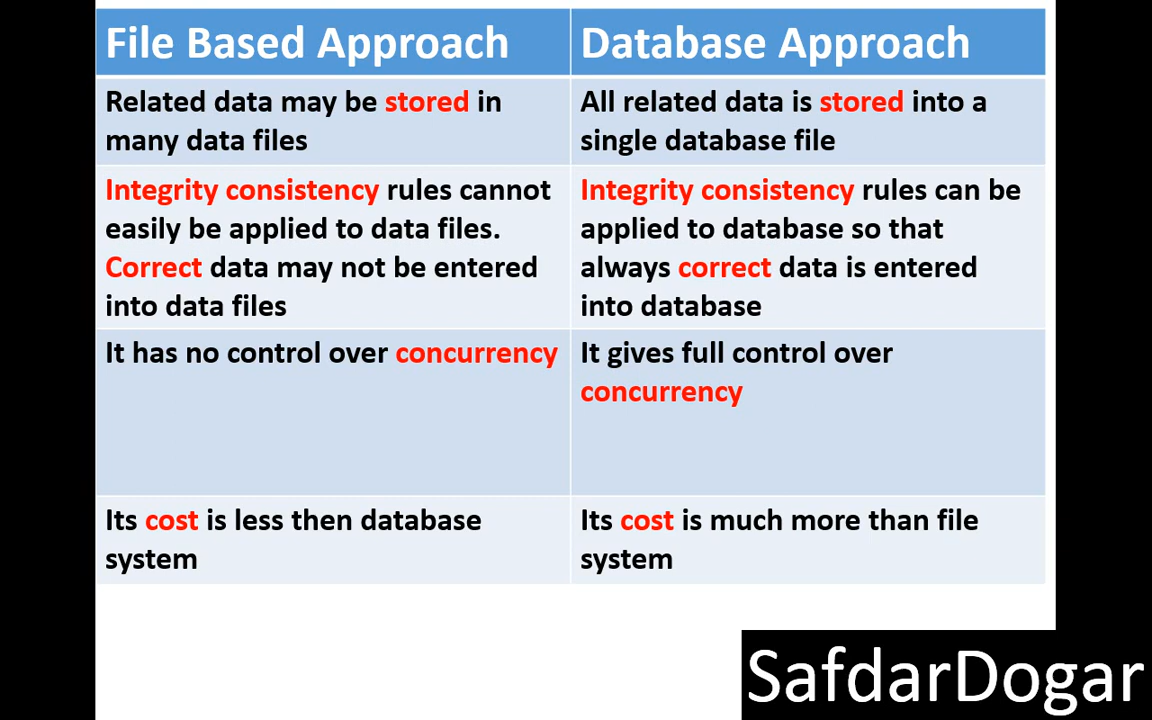 File Based Approach
Database Approach
Related data may be stored in
many data files
All related data is stored into a
single database file
Integrity consistency rules cannot
easily be applied to data files.
Correct data may not be entered
into data files
Integrity consistency rules can be
applied to database so that
always correct data is entered
into database
It has no control over concurrency
It gives full control over
concurrency
Its cost is less then database
system
Its cost is much more than file
system
SafdarDogar